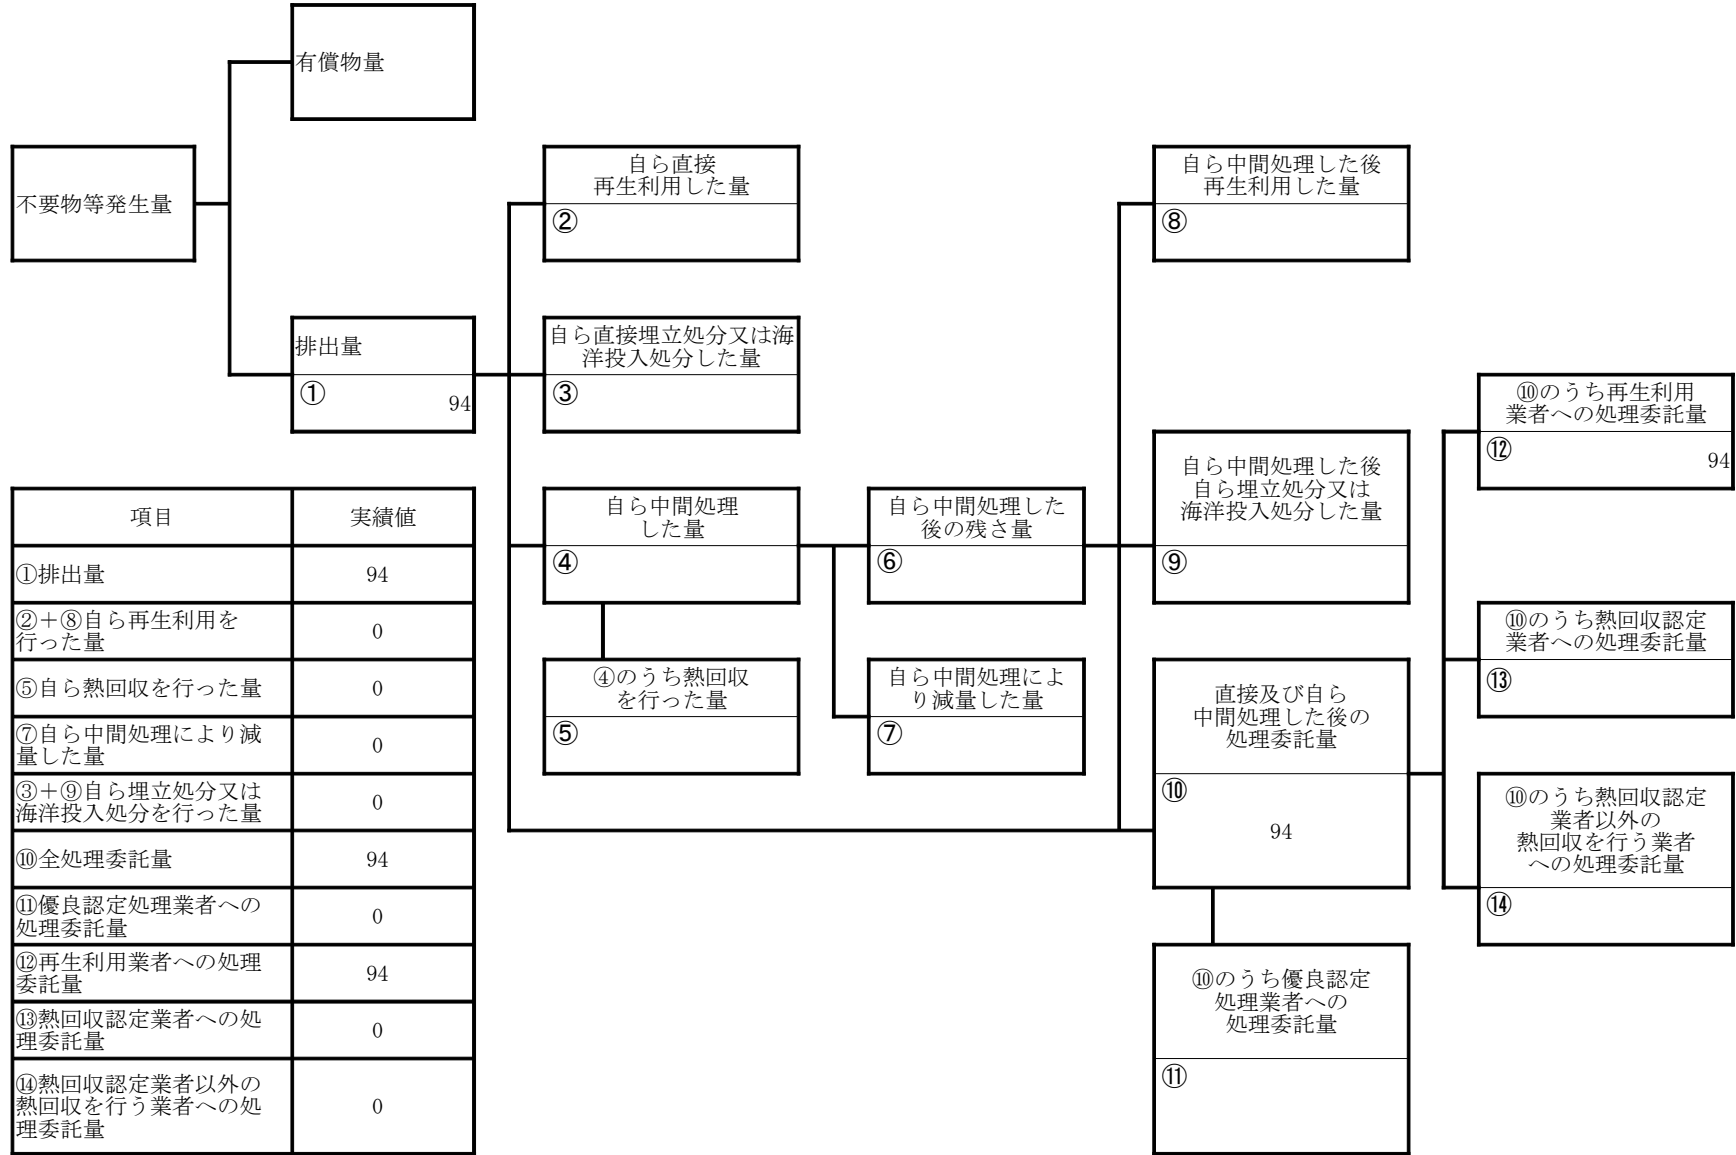 有償物量
不要物等発生量
排出量
①
94
自ら直接
再生利用した量
②
自ら直接埋立処分又は海
洋投入処分した量
③
自ら中間処理
した量
④
④のうち熱回収
を行った量
⑤
自ら中間処理した
後の残さ量
⑥
自ら中間処理によ
り減量した量
⑦
自ら中間処理した後
再生利用した量
⑧
自ら中間処理した後
自ら埋立処分又は
海洋投入処分した量
⑨
直接及び自ら
中間処理した後の
処理委託量
⑩
94
⑩のうち優良認定
処理業者への
処理委託量
⑪
⑩のうち再生利用
業者への処理委託量
⑫
94
⑩のうち熱回収認定
業者への処理委託量
⑬
⑩のうち熱回収認定
業者以外の
熱回収を行う業者
への処理委託量
⑭
項目 実績値
①排出量 94
②+⑧自ら再生利用を
行った量 0
⑤自ら熱回収を行った量 0
⑦自ら中間処理により減
量した量 0
③+⑨自ら埋立処分又は
海洋投入処分を行った量 0
⑩全処理委託量 94
⑪優良認定処理業者への
処理委託量 0
⑫再生利用業者への処理
委託量 94
⑬熱回収認定業者への処
理委託量 0
⑭熱回収認定業者以外の
熱回収を行う業者への処
理委託量 0